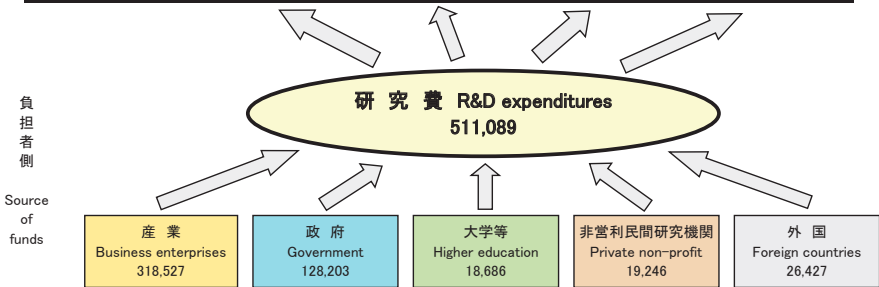 研 究 費 R&D expenditures
511,089
負担者側
Source
of
funds
産 業
Business enterprises
318,527
政 府
Government
128,203
大学等
Higher education
18,686
非営利民間研究機関
Private non-profit
19,246
外 国
Foreign countries
26,427